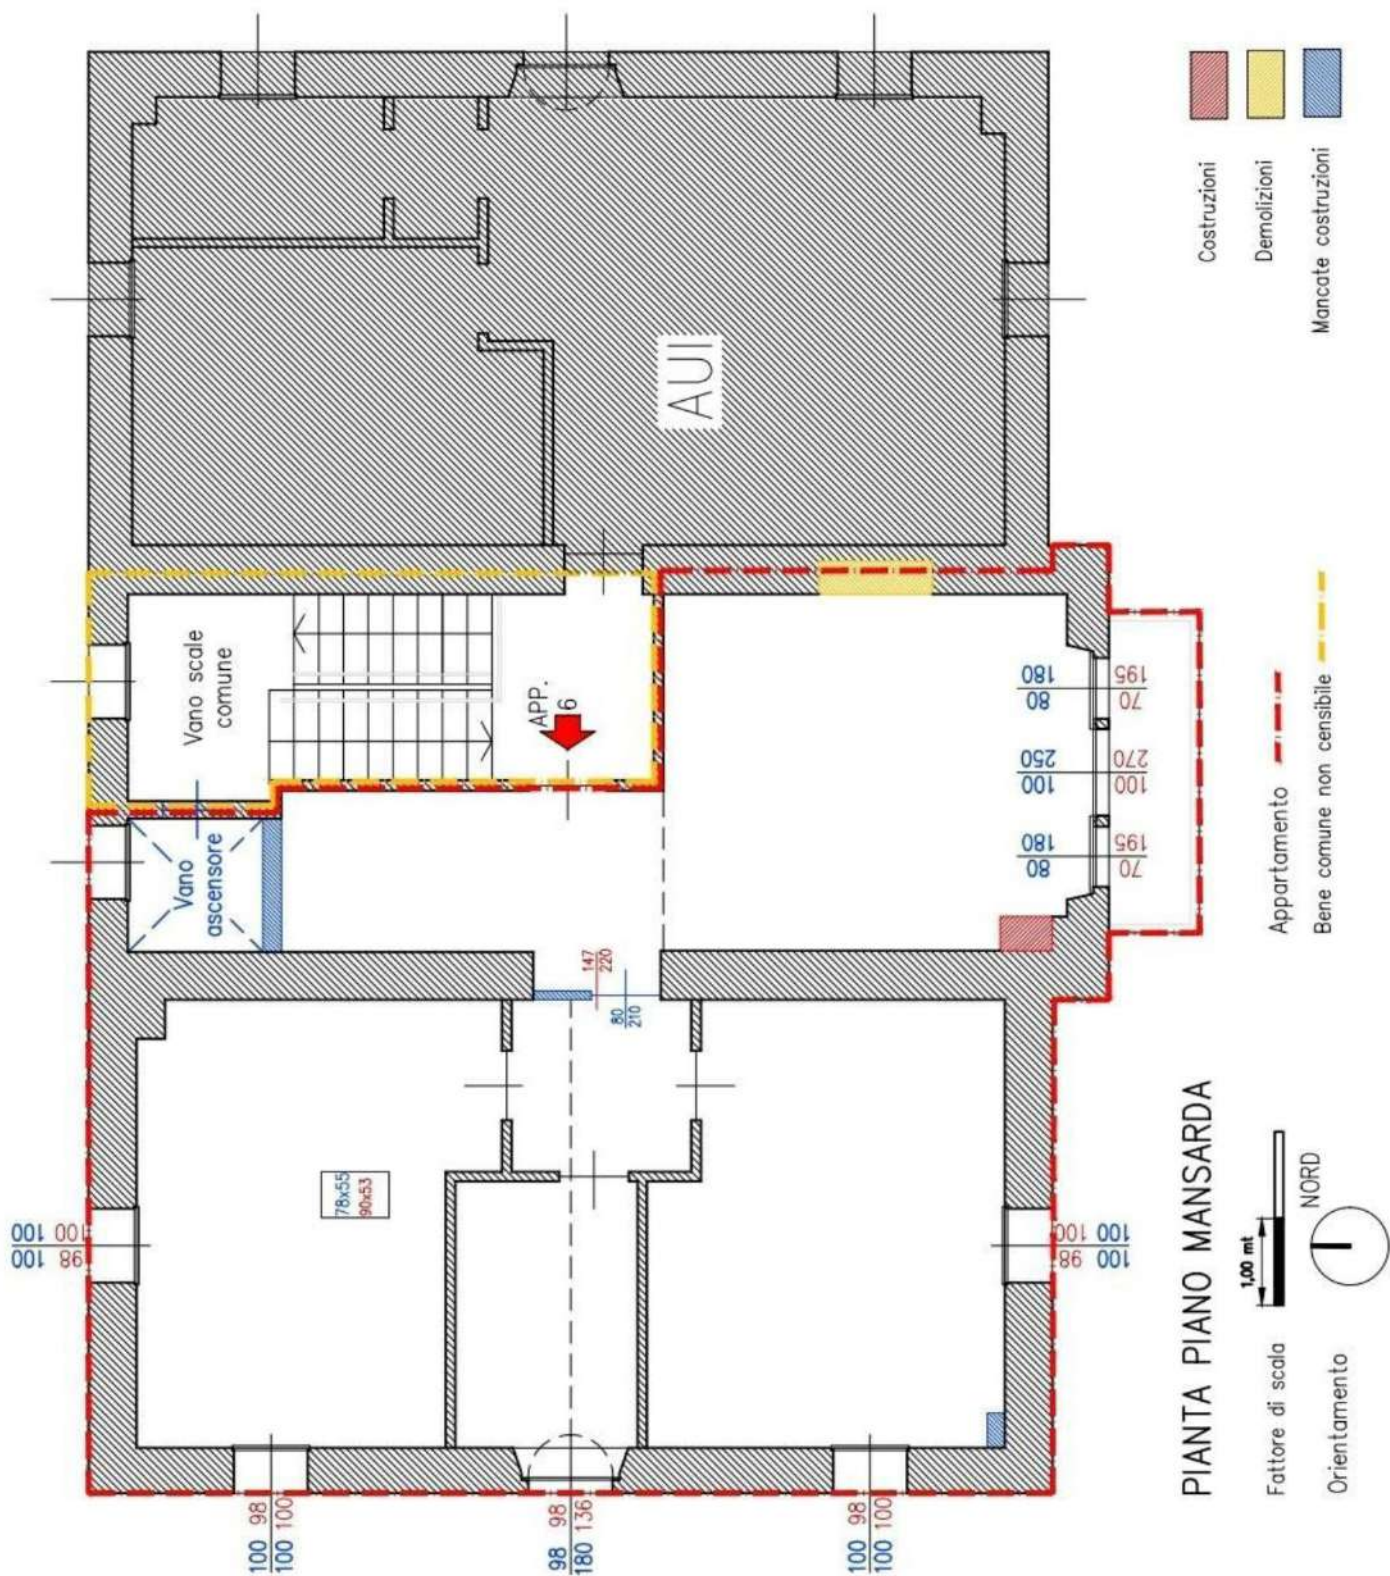 AUI
Vano scale
comune
APP.
6
Vano
ascensore
147
220
80
210
78x55
90x53
100 98
100 100
98 98
180 136
100 98
100 100
100 100
100 98
100 100
98 100
180 195
80 70
250 270
100 100
180 195
80 70
Costruzioni
Demolizioni
Mancate costruzioni
Appartamento
Bene comune non censibile
PIANTA PIANO MANSARDA
Fattore di scala
1,00 mt
Orientamento
NORD